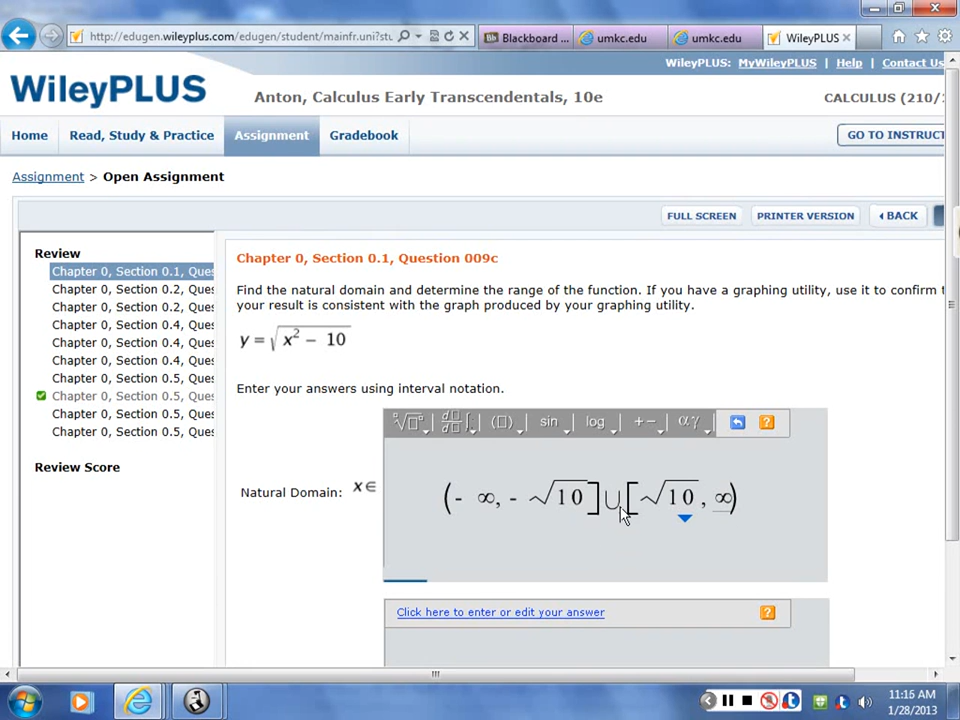 http://edugen.wileyplus.com/edugen/student/mainfr.uni?stu
Blackboard ...
umkc.edu
umkc.edu
WileyPLUS
WileyPLUS: MyWileyPLUS | Help | Contact Us
WileyPLUS
Anton, Calculus Early Transcendentals, 10e
CALCULUS (210/
Home
Read, Study & Practice
Assignment
Gradebook
GO TO INSTRUCT
Assignment > Open Assignment
FULL SCREEN
PRINTER VERSION
BACK
Review
Chapter 0, Section 0.1, Ques
Chapter 0, Section 0.2, Ques
Chapter 0, Section 0.2, Ques
Chapter 0, Section 0.4, Ques
Chapter 0, Section 0.4, Ques
Chapter 0, Section 0.4, Ques
Chapter 0, Section 0.5, Ques
Chapter 0, Section 0.5, Ques
Chapter 0, Section 0.5, Ques
Chapter 0, Section 0.5, Ques
Review Score
Chapter 0, Section 0.1, Question 009c
Find the natural domain and determine the range of the function. If you have a graphing utility, use it to confirm t
your result is consistent with the graph produced by your graphing utility.
y = √(x² − 10)
Enter your answers using interval notation.
sin
log
+−
αγ
Natural Domain: x ∈
(- ∞, - √10] ∪ [√10, ∞)
Click here to enter or edit your answer
11:16 AM
1/28/2013